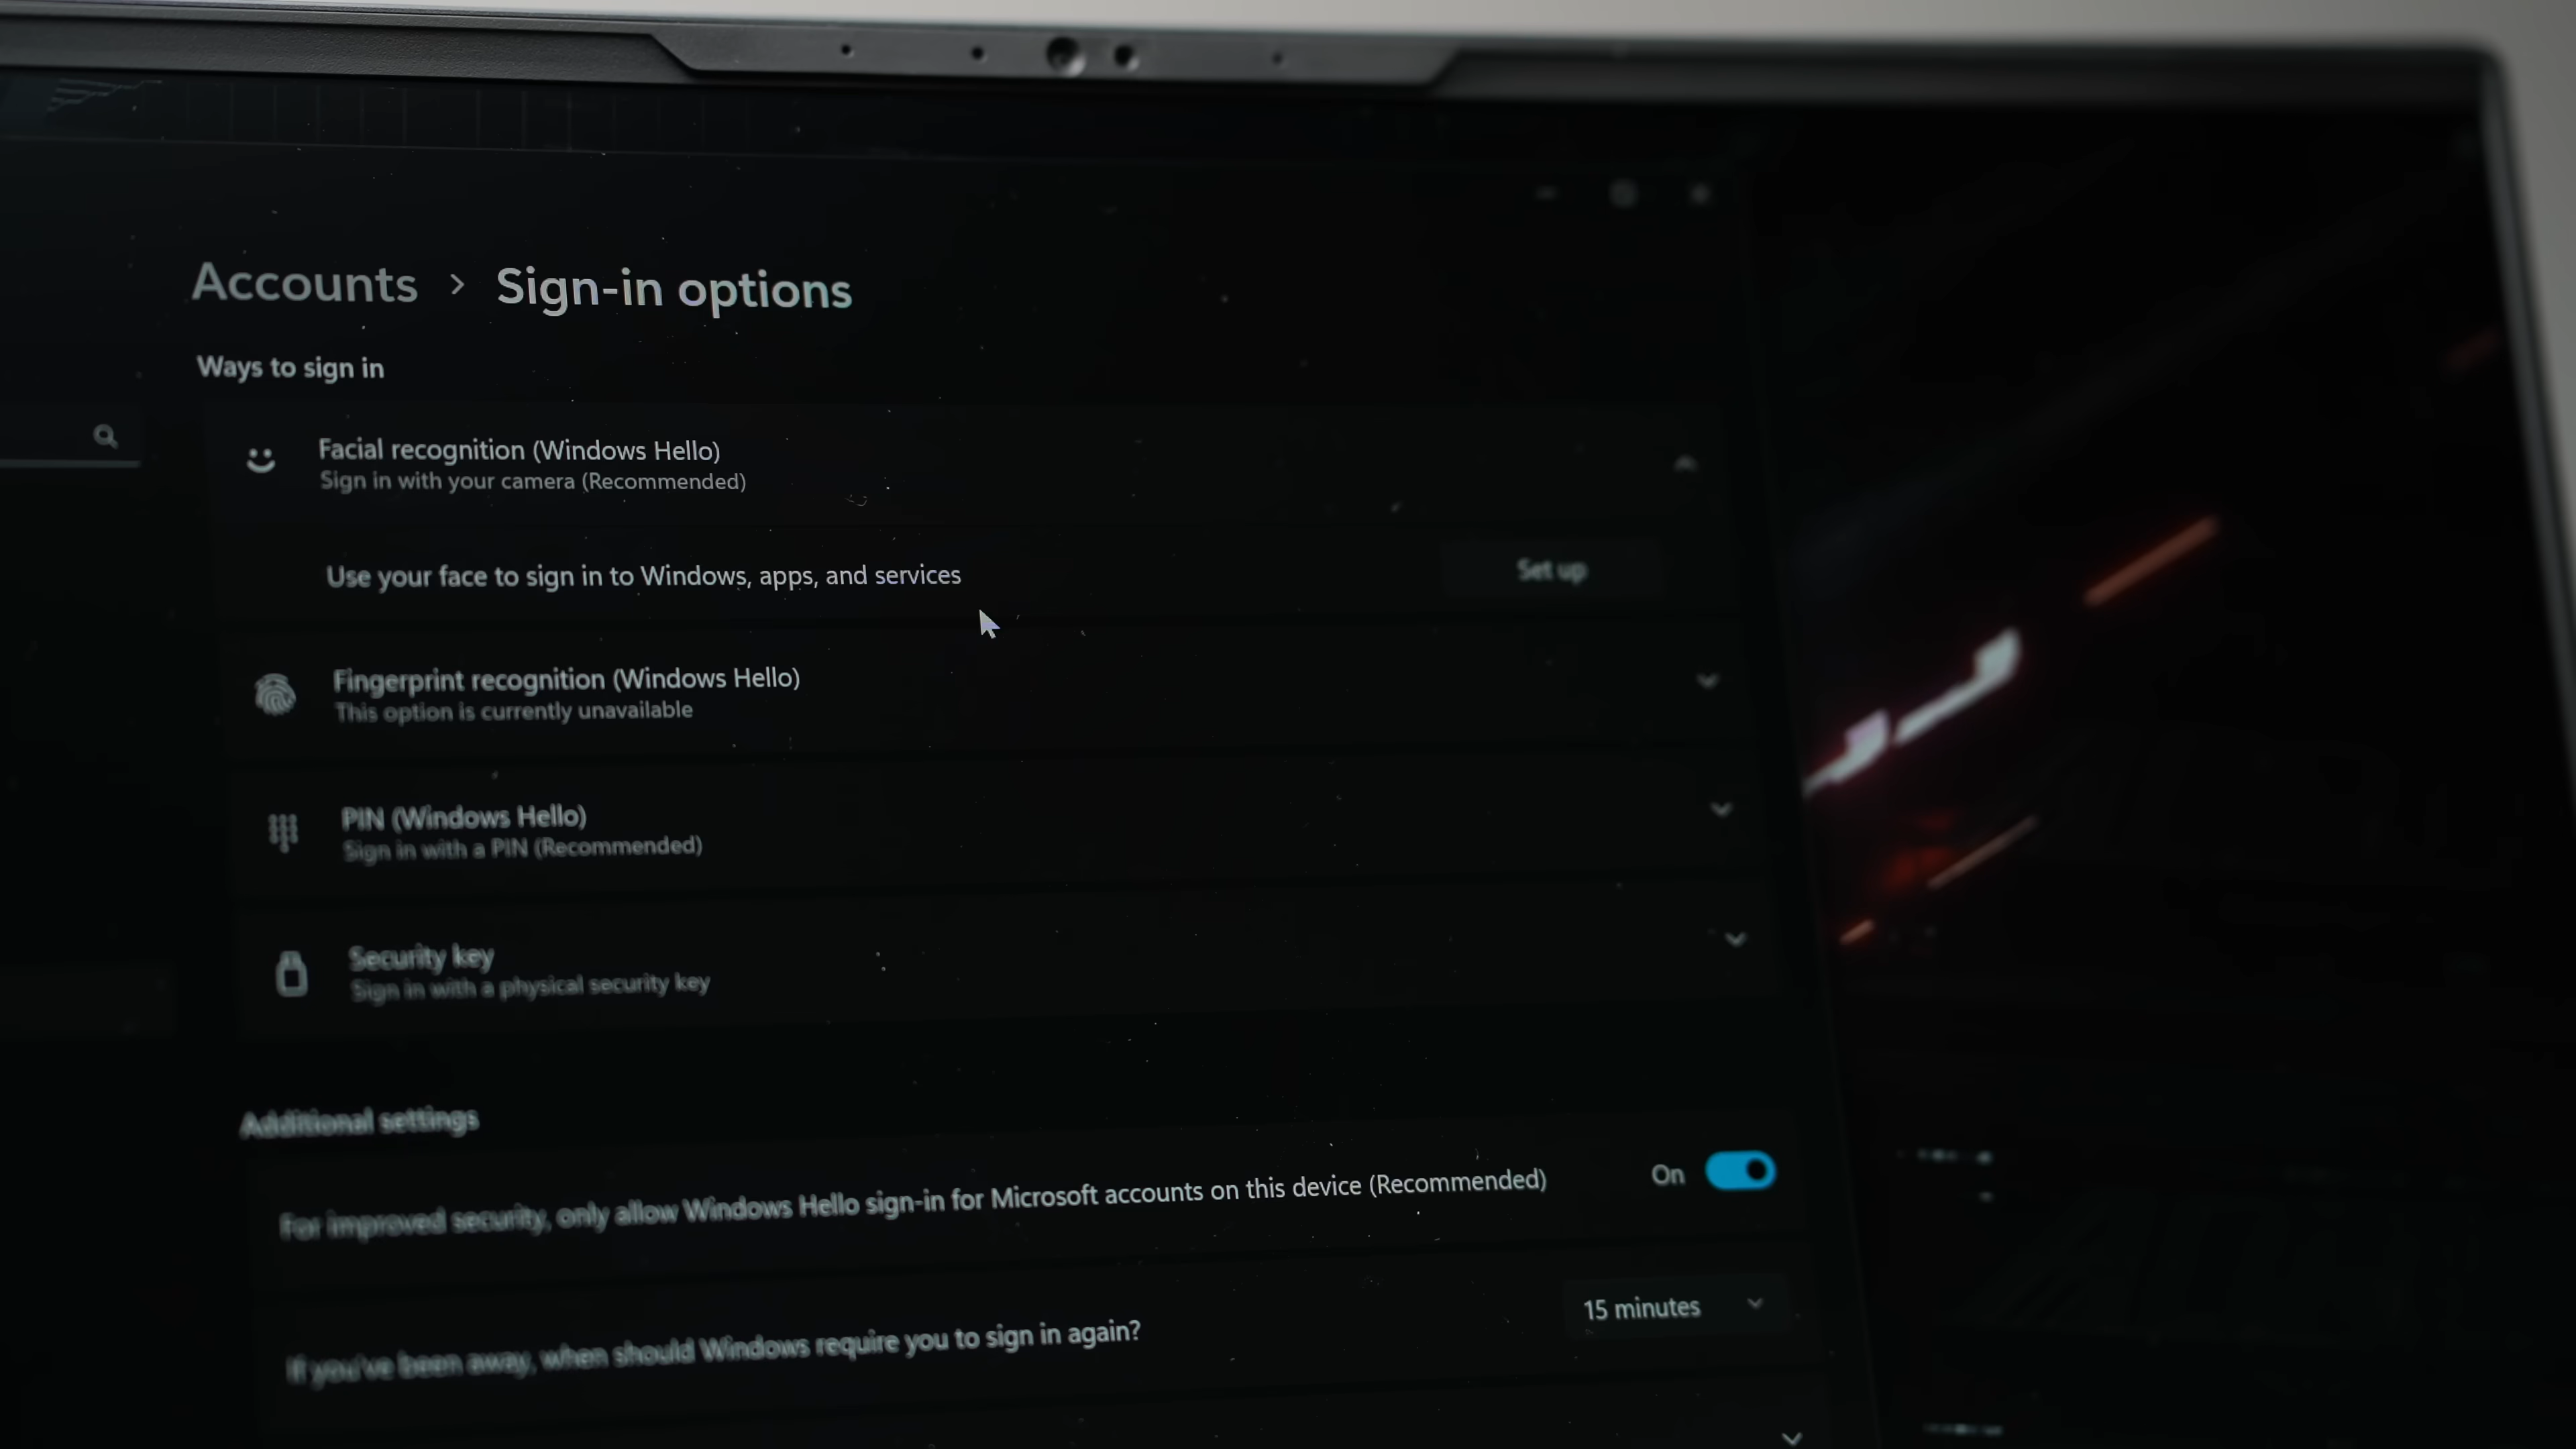 Accounts > Sign-in options
Ways to sign in
Facial recognition (Windows Hello)
Sign in with your camera (Recommended)
Use your face to sign in to Windows, apps, and services
Set up
Fingerprint recognition (Windows Hello)
This option is currently unavailable
PIN (Windows Hello)
Sign in with a PIN (Recommended)
Security key
Sign in with a physical security key
Additional settings
For improved security, only allow Windows Hello sign-in for Microsoft accounts on this device (Recommended)
On
If you've been away, when should Windows require you to sign in again?
15 minutes